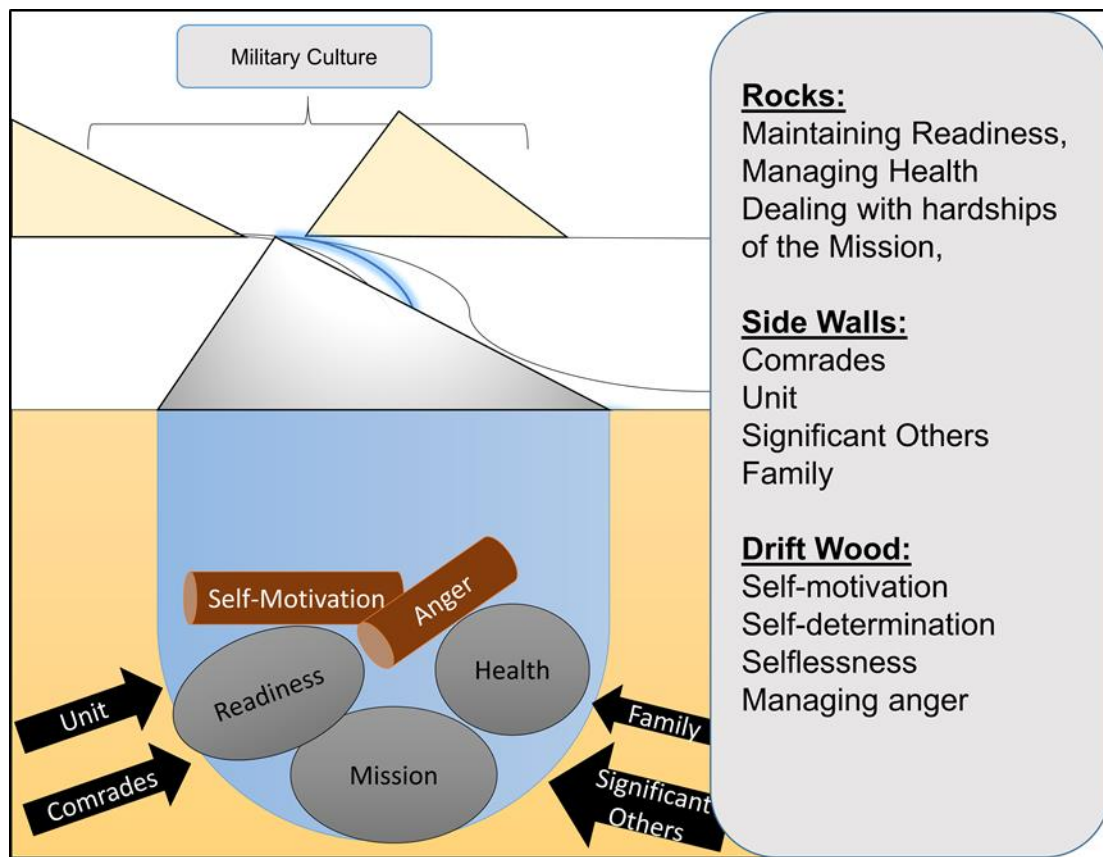 Military Culture
Rocks:
Maintaining Readiness,
Managing Health
Dealing with hardships
of the Mission,
Side Walls:
Comrades
Unit
Significant Others
Family
Drift Wood:
Self-motivation
Self-determination
Selflessness
Managing anger
Self-Motivation
Anger
Readiness
Health
Mission
Unit
Comrades
Family
Significant
Others